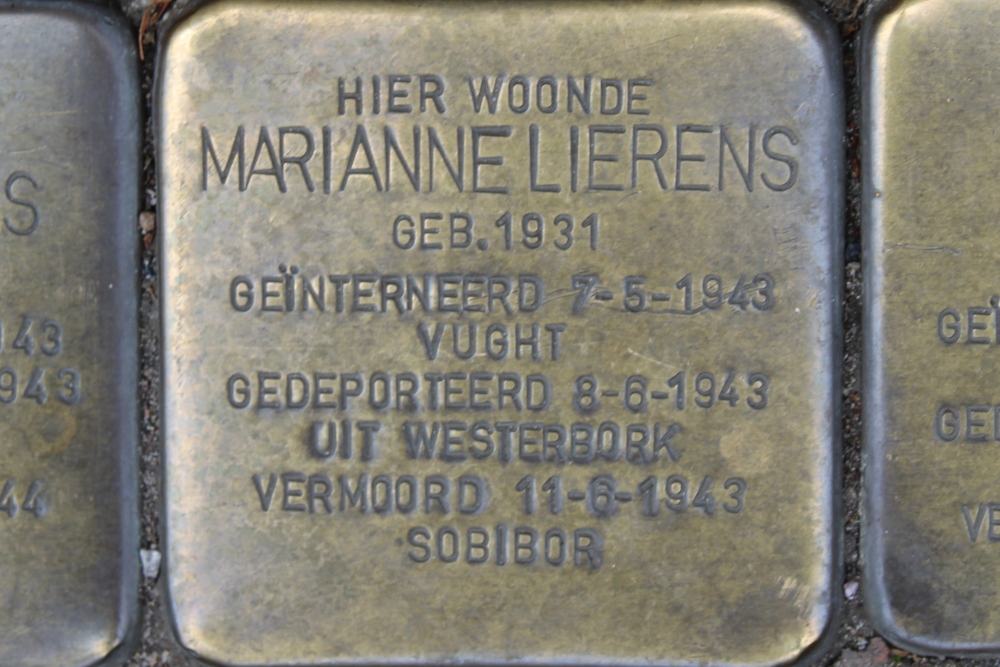 HIER WOONDE
MARIANNE LIERENS
GEB. 1931
GEÏNTERNEERD 7-5-1943
VUGHT
GEDEPORTEERD 8-6-1943
UIT WESTERBORK
VERMOORD 11-6-1943
SOBIBOR